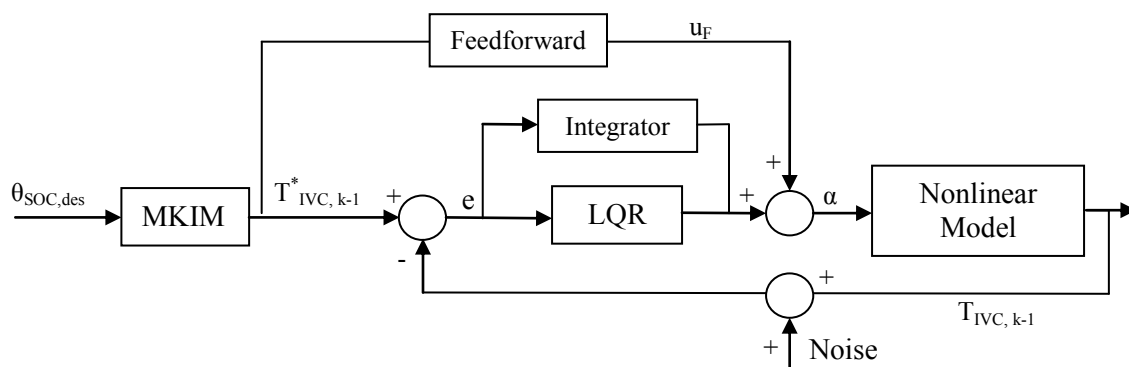 Feedforward
u_F
Integrator
+
θ_SOC,des
MKIM
T*_IVC, k-1
+
e
LQR
+
α
Nonlinear
Model
-
+
T_IVC, k-1
+
Noise